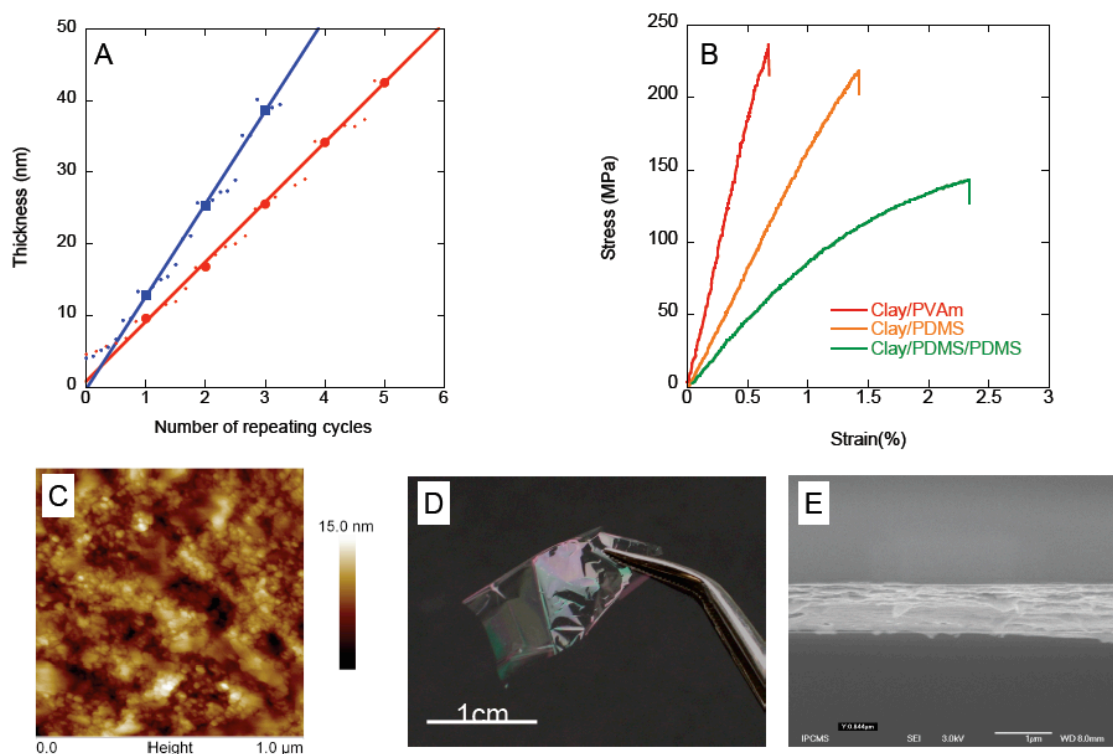 A
50
40
30
20
10
0
0 1 2 3 4 5 6
Thickness (nm)
Number of repeating cycles
B
250
200
150
100
50
0
0 0.5 1 1.5 2 2.5 3
Stress (MPa)
Strain(%)
Clay/PVAm
Clay/PDMS
Clay/PDMS/PDMS
C
15.0 nm
0.0 Height 1.0 µm
D
1cm
E
Y 0.644µm
IPCMS SEI 3.0kV 1µm WD 8.0mm